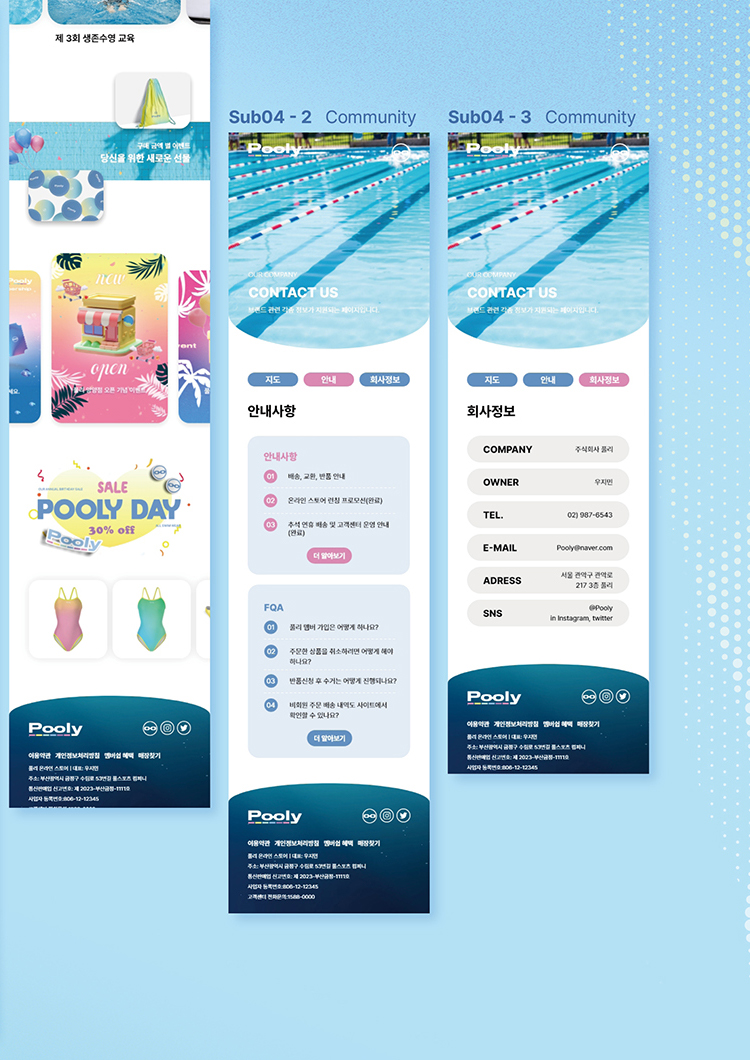 제 3회 생존수영 교육
구매 금액 별 이벤트
당신을 위한 새로운 선물
new
open
SALE
POOLY DAY
30% off
Pooly
Pooly
이용약관 개인정보처리방침 멤버쉽 혜택 매장찾기
풀리 온라인 스토어 | 대표: 우지민
주소: 부산광역시 금정구 수림로 53번길 풀스포츠 컴퍼니
통신판매업 신고번호: 제 2023-부산금정-1111호
사업자 등록번호:806-12-12345
Sub04 - 2 Community
Pooly
OUR COMPANY
CONTACT US
브랜드 관련 각종 정보가 지원되는 페이지입니다.
지도 안내 회사정보
안내사항
안내사항
01 배송, 교환, 반품 안내
02 온라인 스토어 런칭 프로모션(완료)
03 추석 연휴 배송 및 고객센터 운영 안내
(완료)
더 알아보기
FQA
01 풀리 멤버 가입은 어떻게 하나요?
02 주문한 상품을 취소하려면 어떻게 해야
하나요?
03 반품신청 후 수거는 어떻게 진행되나요?
04 비회원 주문 배송 내역도 사이트에서
확인할 수 있나요?
더 알아보기
Pooly
이용약관 개인정보처리방침 멤버쉽 혜택 매장찾기
풀리 온라인 스토어 | 대표: 우지민
주소: 부산광역시 금정구 수림로 53번길 풀스포츠 컴퍼니
통신판매업 신고번호: 제 2023-부산금정-1111호
사업자 등록번호:806-12-12345
고객센터 전화문의:1588-0000
Sub04 - 3 Community
Pooly
OUR COMPANY
CONTACT US
브랜드 관련 각종 정보가 지원되는 페이지입니다.
지도 안내 회사정보
회사정보
COMPANY 주식회사 풀리
OWNER 우지민
TEL. 02) 987-6543
E-MAIL Pooly@naver.com
ADRESS 서울 관악구 관악로
217 3층 풀리
SNS @Pooly
in Instagram, twitter
Pooly
이용약관 개인정보처리방침 멤버쉽 혜택 매장찾기
풀리 온라인 스토어 | 대표: 우지민
주소: 부산광역시 금정구 수림로 53번길 풀스포츠 컴퍼니
통신판매업 신고번호: 제 2023-부산금정-1111호
사업자 등록번호:806-12-12345